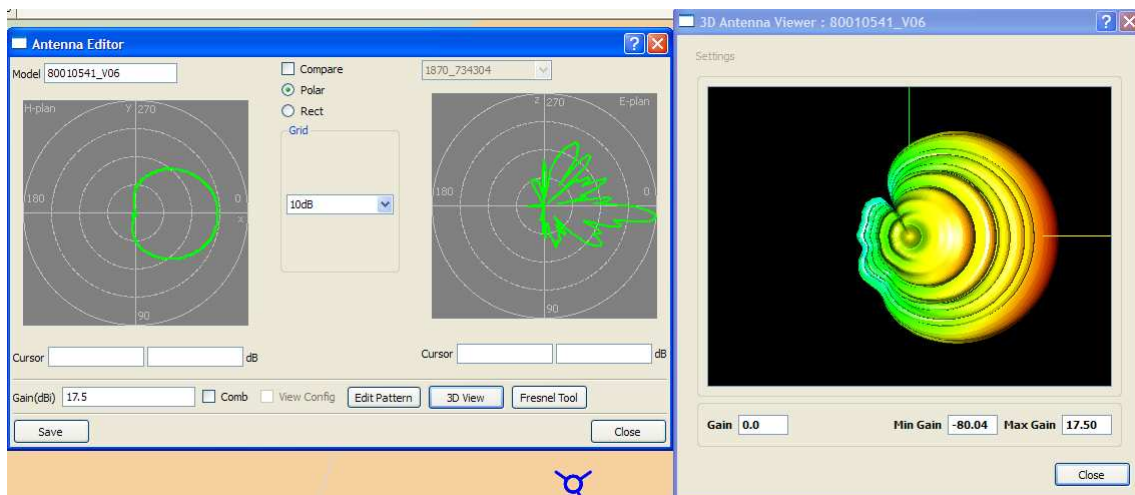 Antenna Editor
Model 80010541_V06
Compare
Polar
Rect
1870_734304
H-plan
y 270
180
0
x
90
Grid
10dB
z 270
E-plan
180
0
90
Cursor
dB
Cursor
dB
Gain(dBi) 17.5
Comb
View Config
Edit Pattern
3D View
Fresnel Tool
Save
Close
3D Antenna Viewer : 80010541_V06
Settings
Gain 0.0
Min Gain -80.04
Max Gain 17.50
Close